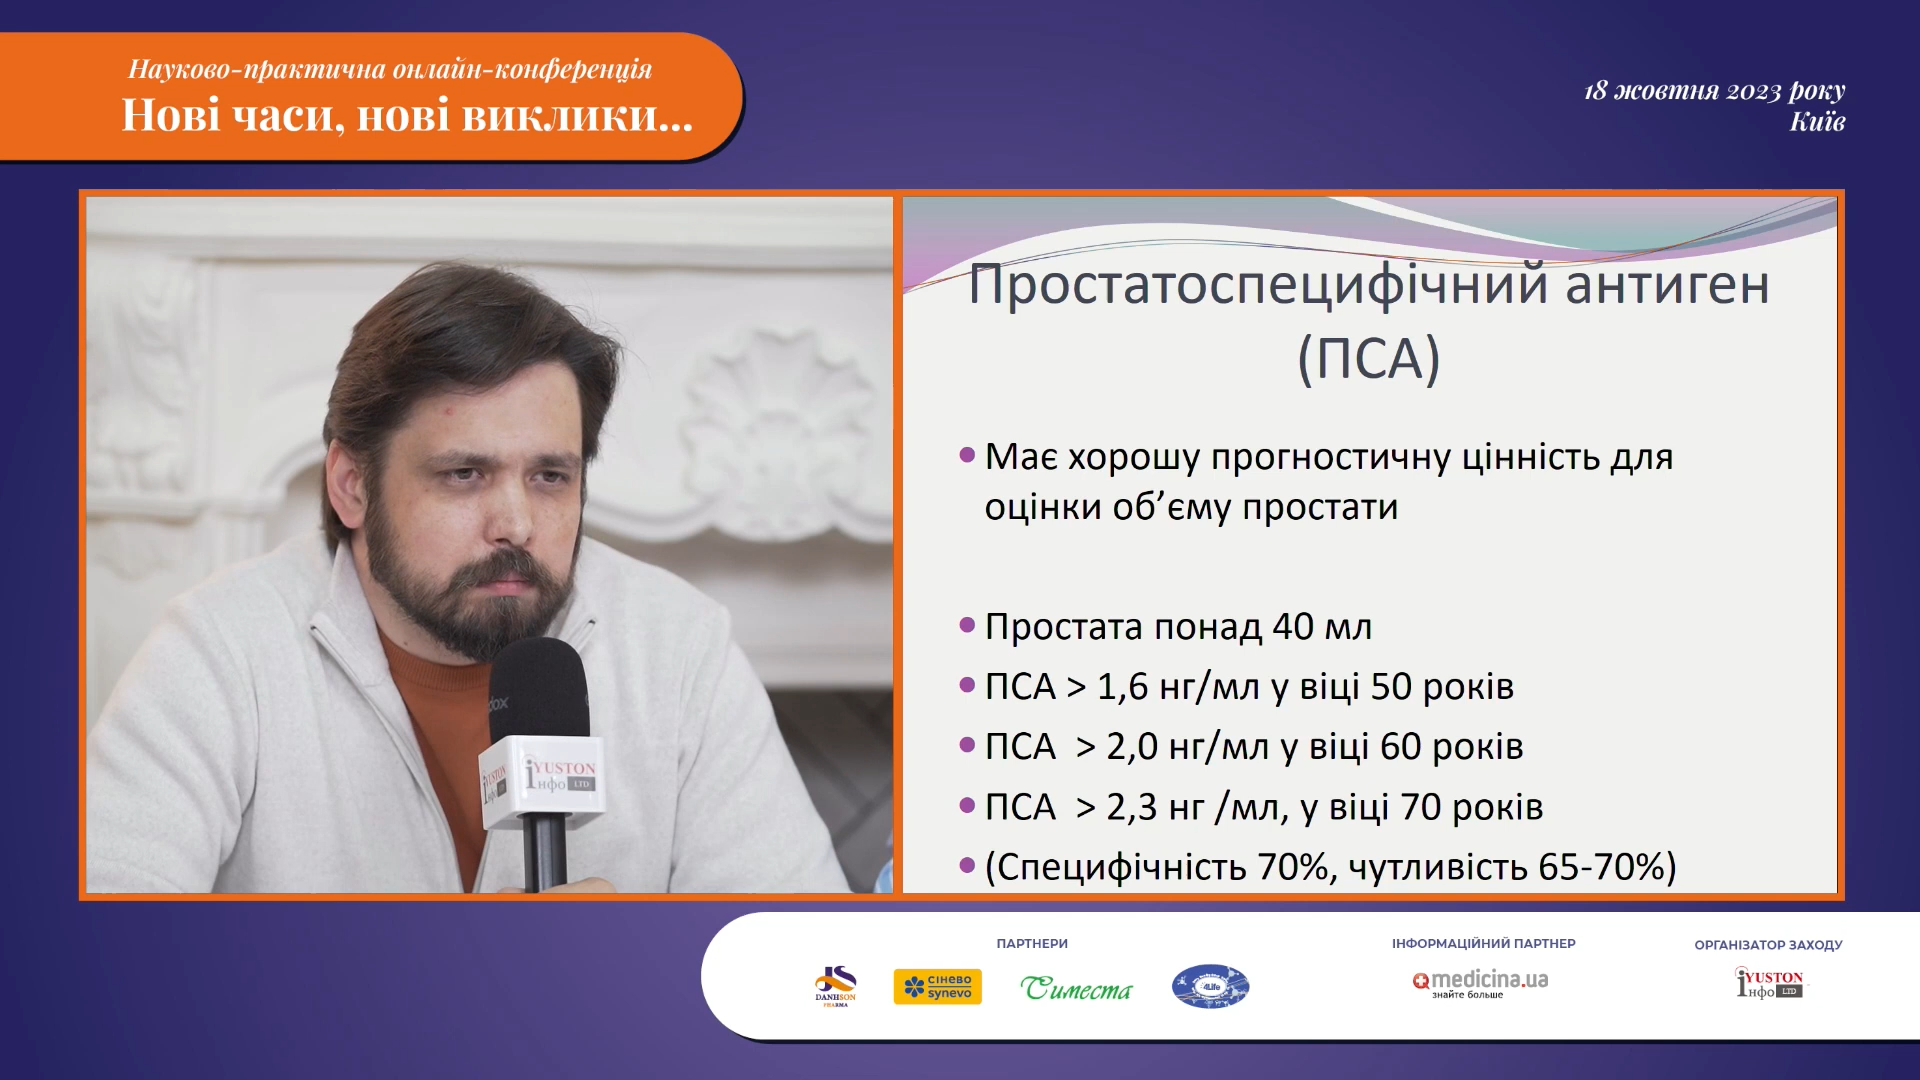 Науково-практична онлайн-конференція
Нові часи, нові виклики...
18 жовтня 2023 року
Київ
Простатоспецифічний антиген
(ПСА)
Має хорошу прогностичну цінність для
оцінки об’єму простати
Простата понад 40 мл
ПСА > 1,6 нг/мл у віці 50 років
ПСА > 2,0 нг/мл у віці 60 років
ПСА > 2,3 нг /мл, у віці 70 років
(Специфічність 70%, чутливість 65-70%)
YUSTON
інфо LTD
ПАРТНЕРИ
DANHSON
PHARMA
сінево
synevo
Симеста
4Life
ІНФОРМАЦІЙНИЙ ПАРТНЕР
medicina.ua
знайте больше
ОРГАНІЗАТОР ЗАХОДУ
YUSTON
інфо LTD